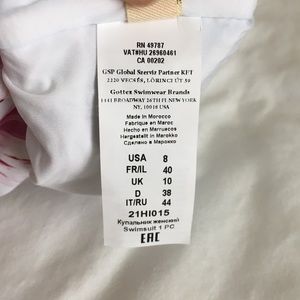 RN 49787
VAT#HU 26960461
CA 00202
GSP Global Szerviz Partner KFT
2220 VECSÉS, LŐRINCI ÚT 59
Gottex Swimwear Brands
1441 BROADWAY 26TH FL NEW YORK
NY, 10018 USA
Made in Morocco
Fabriqué en Maroc
Hecho en Marruecos
Hergestellt in Marokko
Сделано в Марокко
USA 8
FR/IL 40
UK 10
D 38
IT/RU 44
21HI015
Купальник женский
Swimsuit 1 PC
EAC